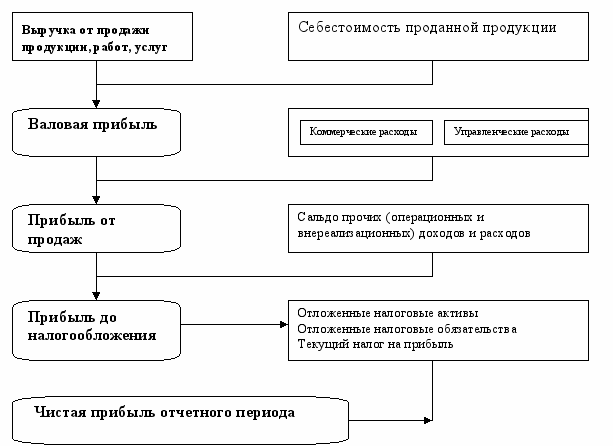 Выручка от продажи
продукции, работ, услуг
Себестоимость проданной продукции
Валовая прибыль
Коммерческие расходы
Управленческие расходы
Прибыль от
продаж
Сальдо прочих (операционных и
внереализационных) доходов и расходов
Прибыль до
налогообложения
Отложенные налоговые активы
Отложенные налоговые обязательства
Текущий налог на прибыль
Чистая прибыль отчетного периода